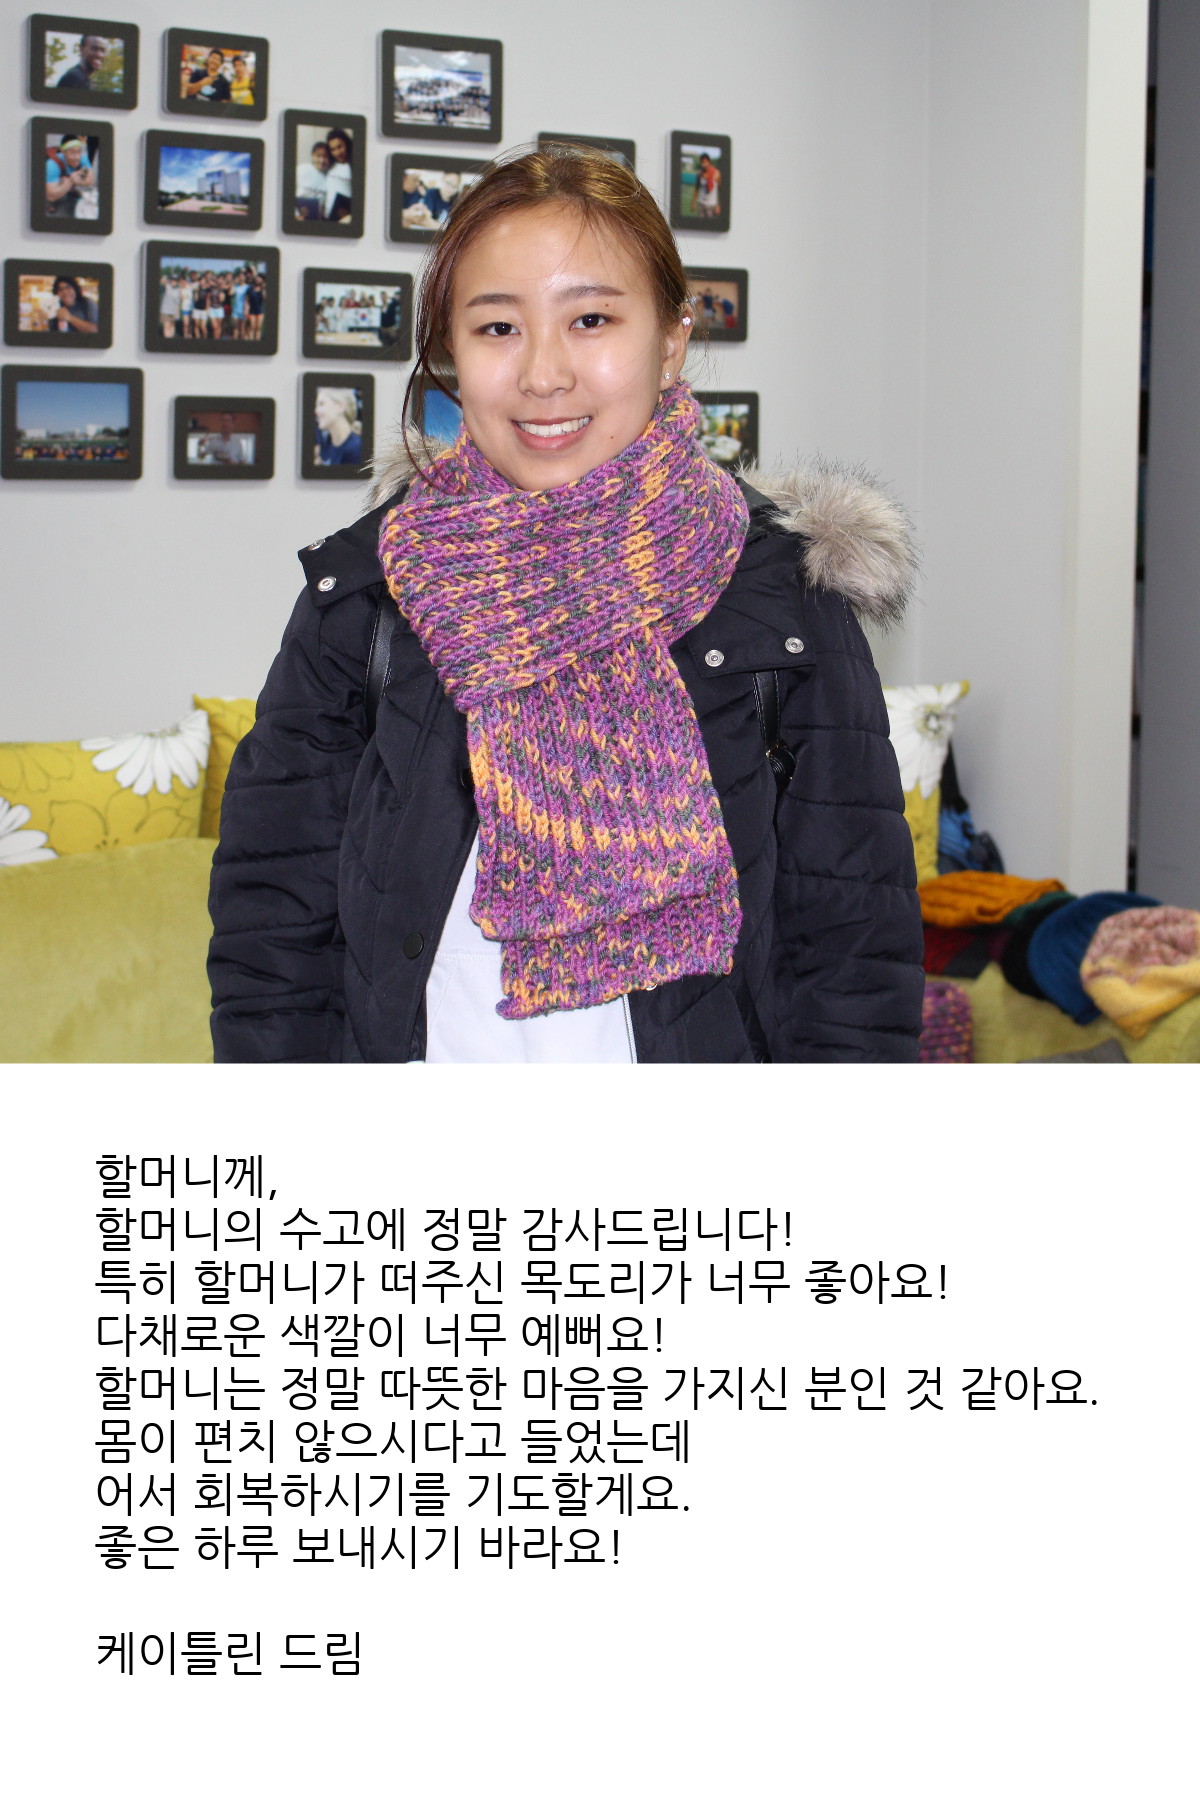 할머니께,
할머니의 수고에 정말 감사드립니다!
특히 할머니가 떠주신 목도리가 너무 좋아요!
다채로운 색깔이 너무 예뻐요!
할머니는 정말 따뜻한 마음을 가지신 분인 것 같아요.
몸이 편치 않으시다고 들었는데
어서 회복하시기를 기도할게요.
좋은 하루 보내시기 바라요!
케이틀린 드림